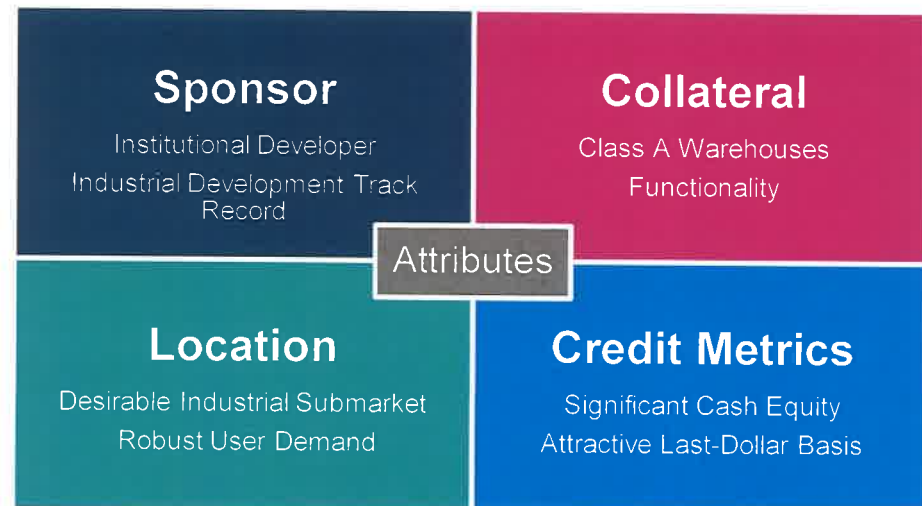 Sponsor
Institutional Developer
Industrial Development Track
Record
Collateral
Class A Warehouses
Functionality
Attributes
Location
Desirable Industrial Submarket
Robust User Demand
Credit Metrics
Significant Cash Equity
Attractive Last-Dollar Basis